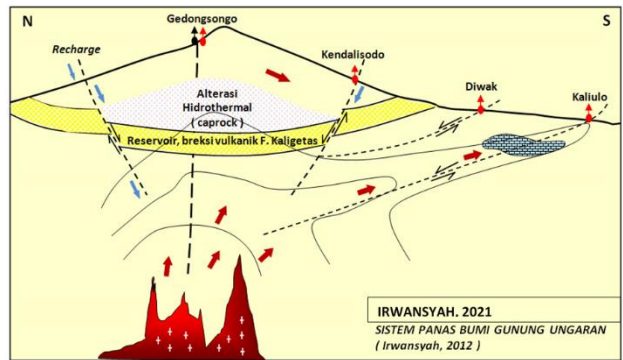 N
Gedongsongo
S
Recharge
Kendalisodo
Diwak
Kaliulo
Alterasi
Hidrothermal
( caprock )
Reservoir, breksi vulkanik F. Kaligetas
IRWANSYAH. 2021
SISTEM PANAS BUMI GUNUNG UNGARAN
( Irwansyah, 2012 )